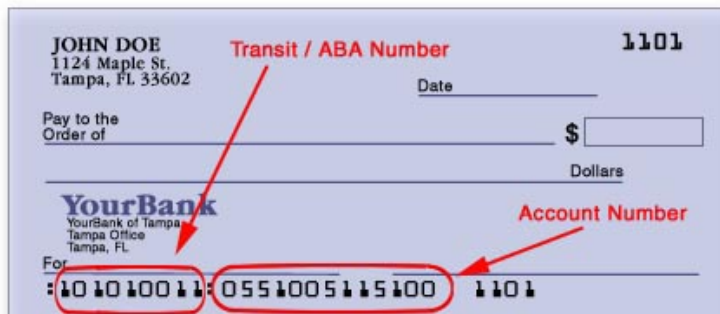 JOHN DOE
1124 Maple St.
Tampa, FL 33602
Transit / ABA Number
1101
Date
Pay to the
Order of
$
Dollars
YourBank
YourBank of Tampa
Tampa Office
Tampa, FL
Account Number
For
:101010011:0551005115100 1101